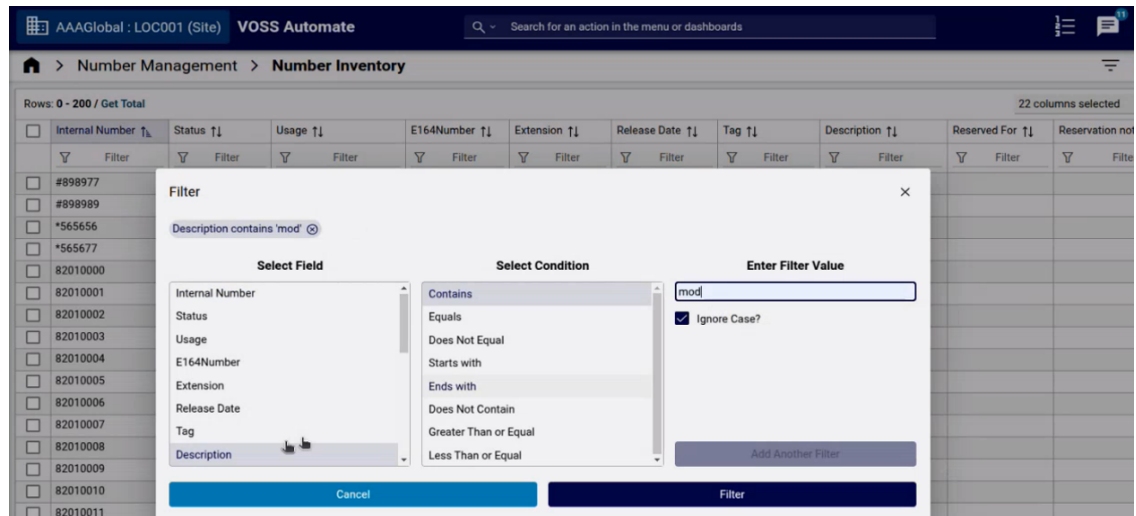 AAAGlobal : LOC001 (Site) VOSS Automate Search for an action in the menu or dashboards 11
> Number Management > Number Inventory
Rows: 0 - 200 / Get Total 22 columns selected
Internal Number Status Usage E164Number Extension Release Date Tag Description Reserved For Reservation not
Filter Filter Filter Filter Filter Filter Filter Filter Filter Filte
#898977
#898989
*565656
*565677
82010000
82010001
82010002
82010003
82010004
82010005
82010006
82010007
82010008
82010009
82010010
82010011
Filter
Description contains 'mod'
Select Field
Internal Number
Status
Usage
E164Number
Extension
Release Date
Tag
Description
Select Condition
Contains
Equals
Does Not Equal
Starts with
Ends with
Does Not Contain
Greater Than or Equal
Less Than or Equal
Enter Filter Value
mod
Ignore Case?
Add Another Filter
Cancel
Filter